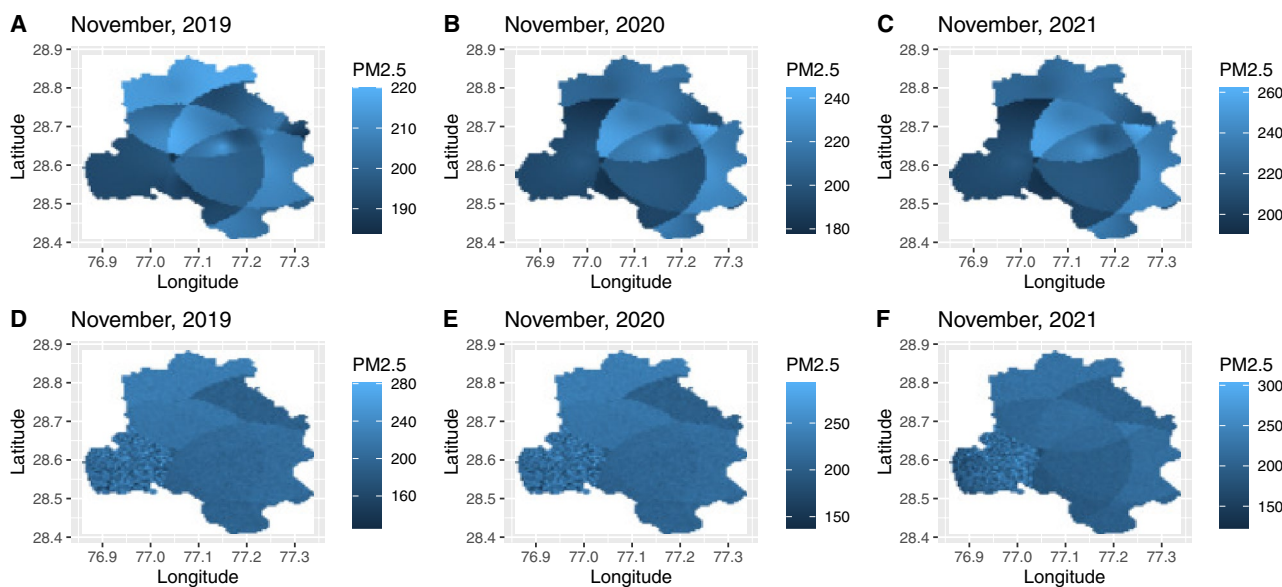 A November, 2019
28.9
28.8
28.7
28.6
28.5
28.4
Latitude
76.9 77.0 77.1 77.2 77.3
Longitude
PM2.5
220
210
200
190
B November, 2020
28.9
28.8
28.7
28.6
28.5
28.4
Latitude
76.9 77.0 77.1 77.2 77.3
Longitude
PM2.5
240
220
200
180
C November, 2021
28.9
28.8
28.7
28.6
28.5
28.4
Latitude
76.9 77.0 77.1 77.2 77.3
Longitude
PM2.5
260
240
220
200
D November, 2019
28.9
28.8
28.7
28.6
28.5
28.4
Latitude
76.9 77.0 77.1 77.2 77.3
Longitude
PM2.5
280
240
200
160
E November, 2020
28.9
28.8
28.7
28.6
28.5
28.4
Latitude
76.9 77.0 77.1 77.2 77.3
Longitude
PM2.5
250
200
150
F November, 2021
28.9
28.8
28.7
28.6
28.5
28.4
Latitude
76.9 77.0 77.1 77.2 77.3
Longitude
PM2.5
300
250
200
150